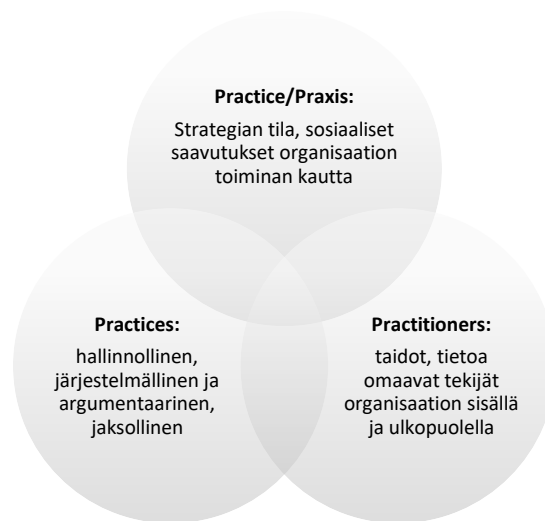 Practice/Praxis:
Strategian tila, sosiaaliset
saavutukset organisaation
toiminan kautta
Practices:
hallinnollinen,
järjestelmällinen ja
argumentaarinen,
jaksollinen
Practitioners:
taidot, tietoa
omaavat tekijät
organisaation sisällä
ja ulkopuolella